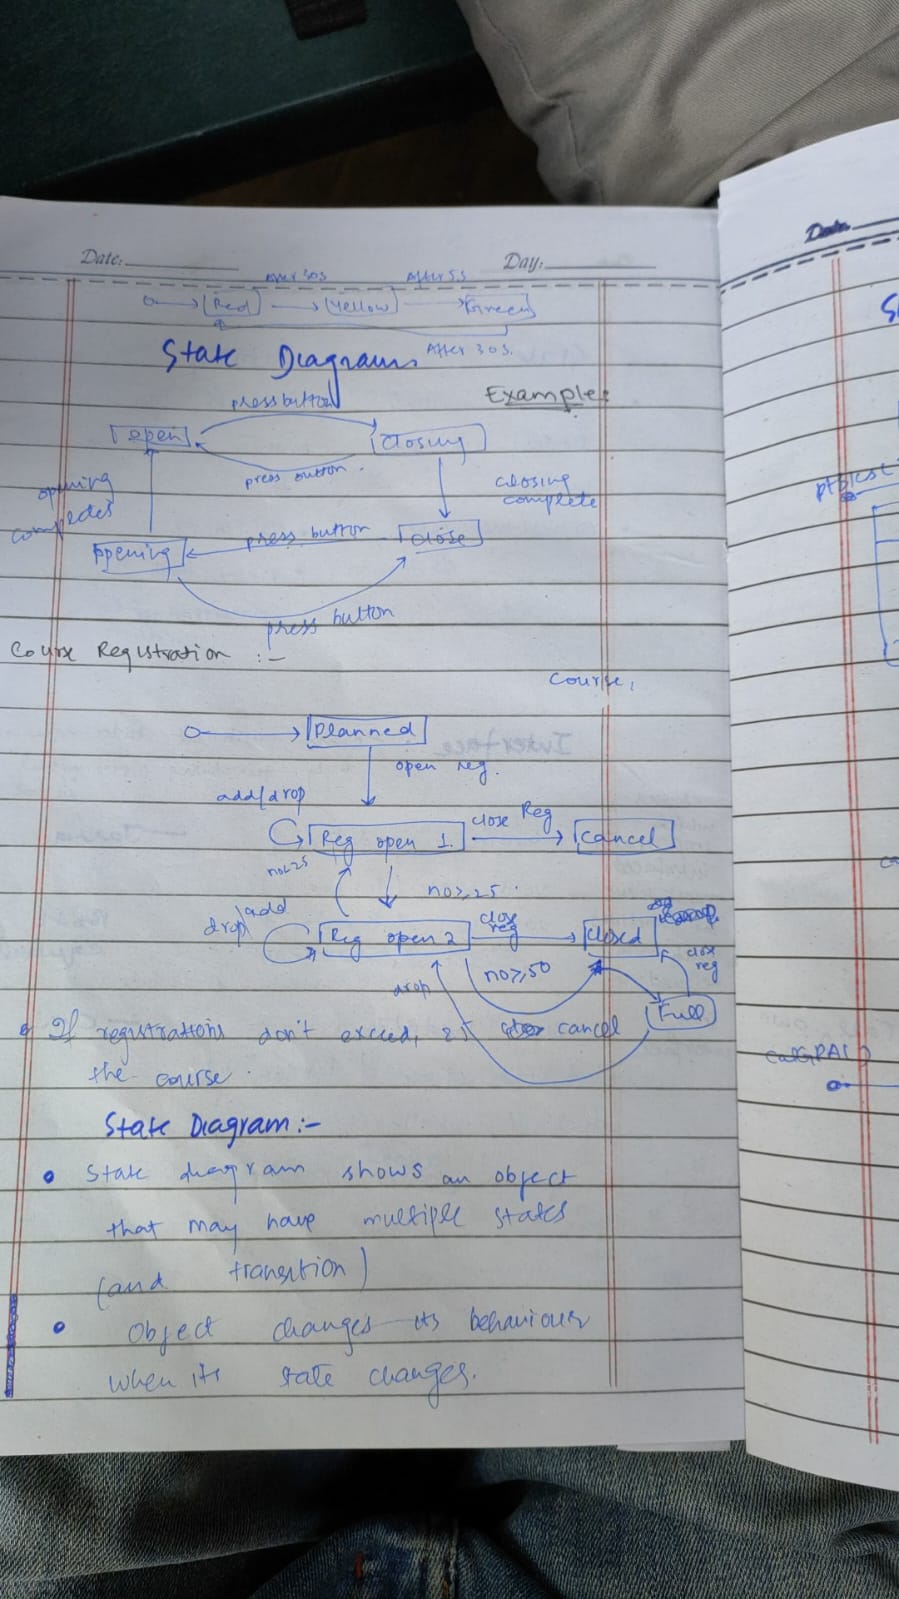 Date: Day:
After 30s After 5s
Red Yellow Green
After 30s.
State Diagrams
Example:
press button
open closing
press button.
opening
completes
closing
complete
press button
opening close
press button
Course Registration :-
Course,
Planned
open reg.
add/drop
close Reg
Reg open 1. Cancel
no<25
no≥25.
add
drop/
close
reg
Reg open 2 closed
close
reg
no≥50
drop
Full
If registrations don't exceed, 25 cancel
the course.
State Diagram:-
• State diagram shows an object
that may have multiple states
(and transition)
• Object changes its behaviour
when its state changes.
Date.
Interface
calGPA()